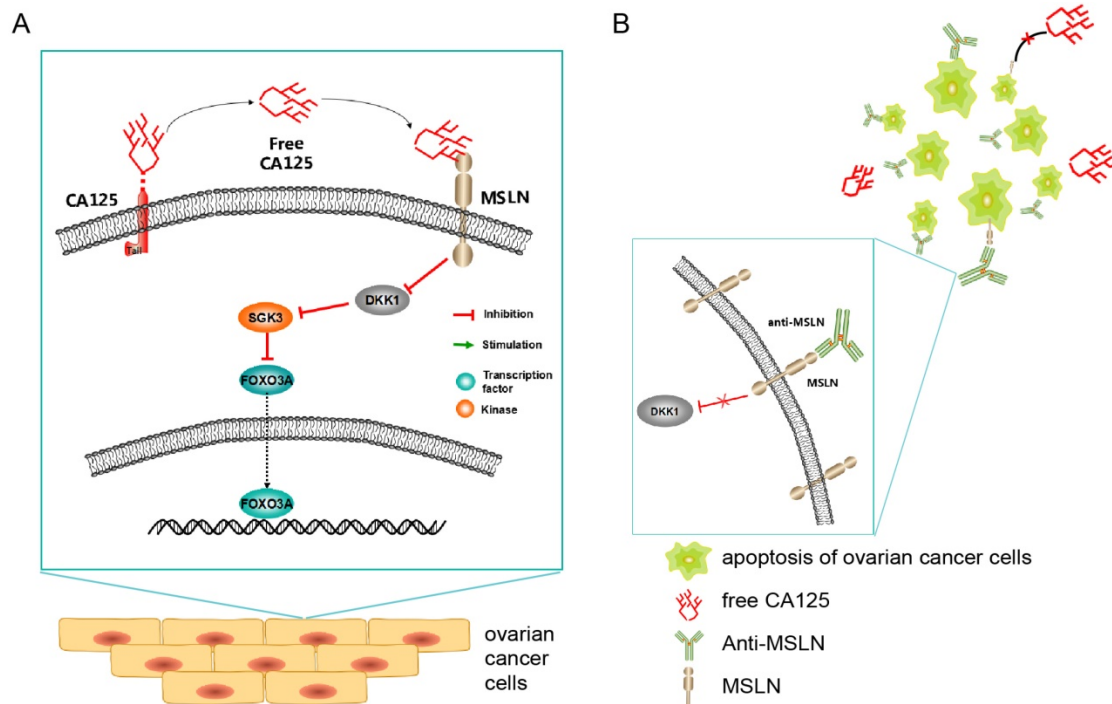 A
Free
CA125
CA125
MSLN
Tail
DKK1
SGK3
FOXO3A
FOXO3A
Inhibition
Stimulation
Transcription
factor
Kinase
ovarian
cancer
cells
B
anti-MSLN
MSLN
DKK1
apoptosis of ovarian cancer cells
free CA125
Anti-MSLN
MSLN